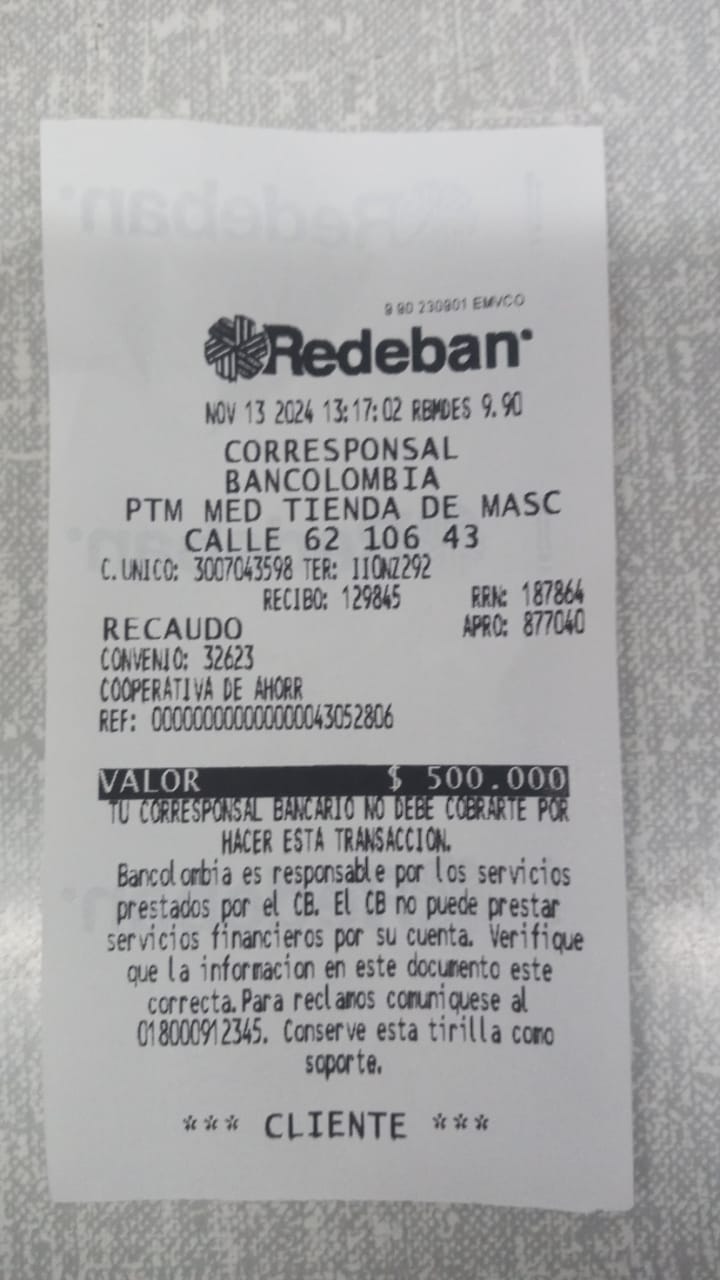 9 90 230901 EMVCO
Redeban
NOV 13 2024 13:17:02 RBMDES 9.90
CORRESPONSAL
BANCOLOMBIA
PTM MED TIENDA DE MASC
CALLE 62 106 43
C. UNICO: 3007043598 TER: IIONZ292
RECIBO: 129845 RRN: 187864
RECAUDO APRO: 877040
CONVENIO: 32623
COOPERATIVA DE AHORR
REF: 00000000000000043052806
VALOR $ 500.000
TU CORRESPONSAL BANCARIO NO DEBE COBRARTE POR
HACER ESTA TRANSACCION.
Bancolombia es responsable por los servicios
prestados por el CB. El CB no puede prestar
servicios financieros por su cuenta. Verifique
que la informacion en este documento este
correcta. Para reclamos comuniquese al
018000912345. Conserve esta tirilla como
soporte.
*** CLIENTE ***